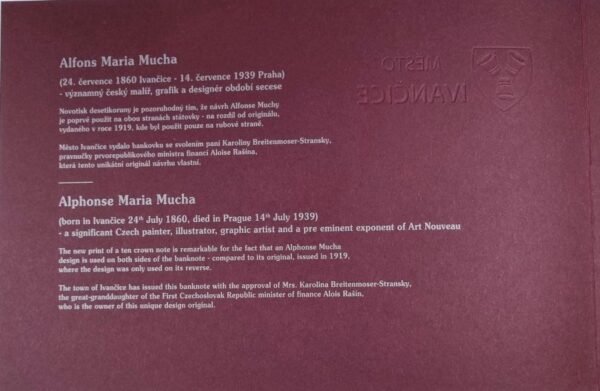 Alfons Maria Mucha
(24. července 1860 Ivančice - 14. července 1939 Praha)
- významný český malíř, grafik a designér období secese
Novotisk desetikoruny je pozoruhodný tím, že návrh Alfonse Muchy
je poprvé použit na obou stranách státovky - na rozdíl od originálu,
vydaného v roce 1919, kde byl použit pouze na rubové straně.
Město Ivančice vydalo bankovku se svolením paní Karoliny Breitenmoser-Stransky,
pravnučky prvorepublikového ministra financí Aloise Rašína,
která tento unikátní originál návrhu vlastní.
Alphonse Maria Mucha
(born in Ivančice 24th July 1860, died in Prague 14th July 1939)
- a significant Czech painter, illustrator, graphic artist and a pre eminent exponent of Art Nouveau
The new print of a ten crown note is remarkable for the fact that an Alphonse Mucha
design is used on both sides of the banknote - compared to its original, issued in 1919,
where the design was only used on its reverse.
The town of Ivančice has issued this banknote with the approval of Mrs. Karolina Breitenmoser-Stransky,
the great-granddaughter of the First Czechoslovak Republic minister of finance Alois Rašín,
who is the owner of this unique design original.
MĚSTO
IVANČICE